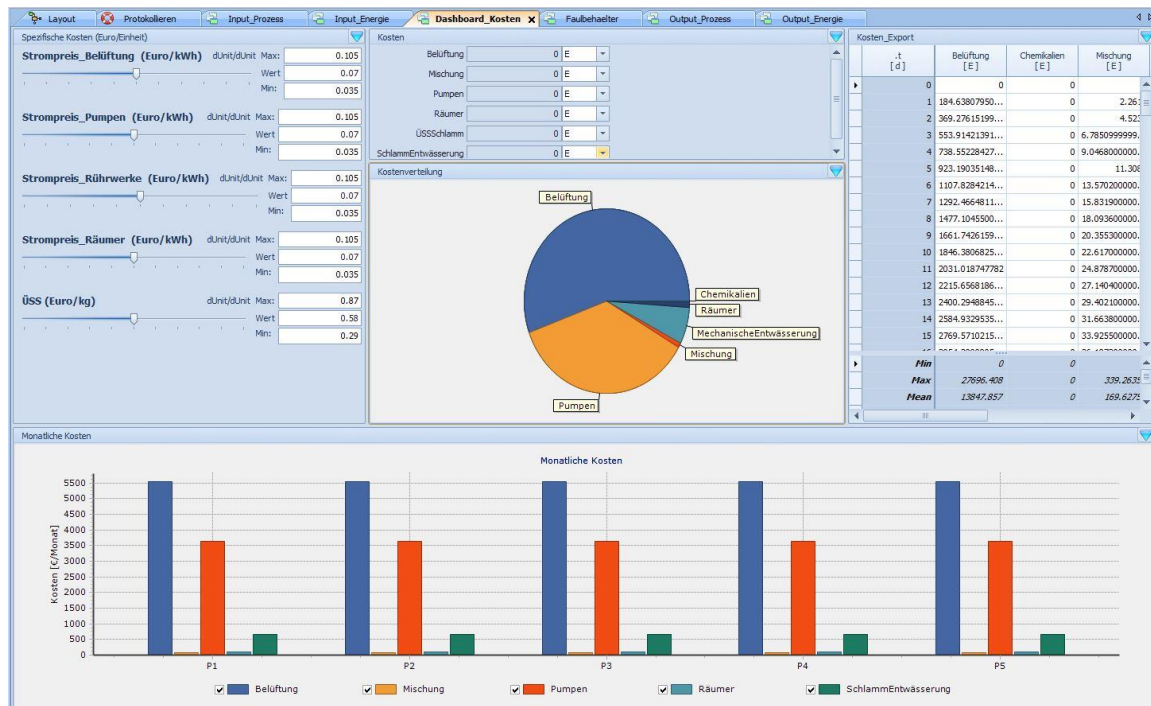 Layout Protokollieren Input_Prozess Input_Energie Dashboard_Kosten x Faulbehaelter Output_Prozess Output_Energie
Spezifische Kosten (Euro/Einheit)
Strompreis_Belüftung (Euro/kWh) dUnit/dUnit Max: 0.105
Wert 0.07
Min: 0.035
Strompreis_Pumpen (Euro/kWh) dUnit/dUnit Max: 0.105
Wert 0.07
Min: 0.035
Strompreis_Rührwerke (Euro/kWh) dUnit/dUnit Max: 0.105
Wert 0.07
Min: 0.035
Strompreis_Räumer (Euro/kWh) dUnit/dUnit Max: 0.105
Wert 0.07
Min: 0.035
ÜSS (Euro/kg) dUnit/dUnit Max: 0.87
Wert 0.58
Min: 0.29
Kosten
Belüftung 0 E
Mischung 0 E
Pumpen 0 E
Räumer 0 E
ÜSSSchlamm 0 E
SchlammEntwässerung 0 E
Kostenverteilung
Belüftung
Chemikalien
Räumer
MechanischeEntwässerung
Mischung
Pumpen
Kosten_Export
.t Belüftung Chemikalien Mischung
[d] [E] [E] [E]
0 0 0
1 184.63807950... 0 2.261
2 369.27615199... 0 4.523
3 553.91421391... 0 6.7850999999.
4 738.55228427... 0 9.0468000000.
5 923.19035148... 0 11.308
6 1107.8284214... 0 13.570200000.
7 1292.4664811... 0 15.831900000.
8 1477.1045500... 0 18.093600000.
9 1661.7426159... 0 20.355300000.
10 1846.3806825... 0 22.617000000.
11 2031.018747782 0 24.878700000.
12 2215.6568186... 0 27.140400000.
13 2400.2948845... 0 29.402100000.
14 2584.9329535... 0 31.663800000.
15 2769.5710215... 0 33.925500000.
Min 0 0
Max 27696.408 0 339.2635
Mean 13847.857 0 169.6275
Monatliche Kosten
Monatliche Kosten
Kosten [€/Monat]
5500
5000
4500
4000
3500
3000
2500
2000
1500
1000
500
0
P1 P2 P3 P4 P5
Belüftung Mischung Pumpen Räumer SchlammEntwässerung